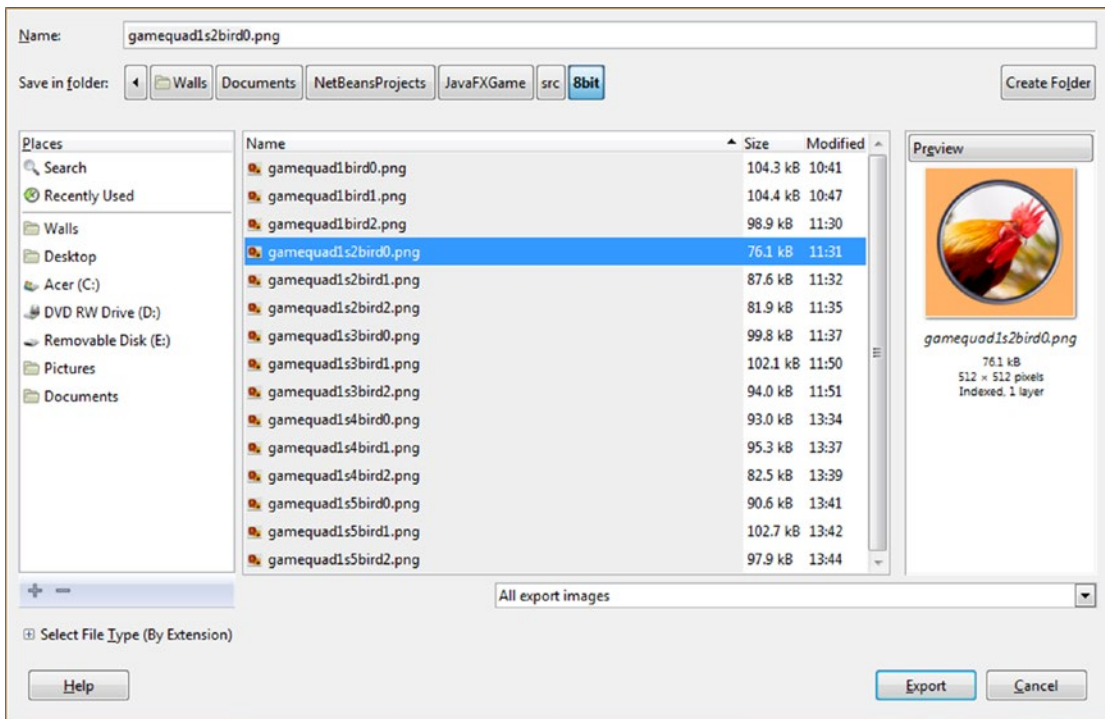 Name: gamequad1s2bird0.png
Save in folder: Walls Documents NetBeansProjects JavaFXGame src 8bit Create Folder
Places
Search
Recently Used
Walls
Desktop
Acer (C:)
DVD RW Drive (D:)
Removable Disk (E:)
Pictures
Documents
Name Size Modified
gamequad1bird0.png 104.3 kB 10:41
gamequad1bird1.png 104.4 kB 10:47
gamequad1bird2.png 98.9 kB 11:30
gamequad1s2bird0.png 76.1 kB 11:31
gamequad1s2bird1.png 87.6 kB 11:32
gamequad1s2bird2.png 81.9 kB 11:35
gamequad1s3bird0.png 99.8 kB 11:37
gamequad1s3bird1.png 102.1 kB 11:50
gamequad1s3bird2.png 94.0 kB 11:51
gamequad1s4bird0.png 93.0 kB 13:34
gamequad1s4bird1.png 95.3 kB 13:37
gamequad1s4bird2.png 82.5 kB 13:39
gamequad1s5bird0.png 90.6 kB 13:41
gamequad1s5bird1.png 102.7 kB 13:42
gamequad1s5bird2.png 97.9 kB 13:44
Preview
gamequad1s2bird0.png
76.1 kB
512 × 512 pixels
Indexed, 1 layer
All export images
Select File Type (By Extension)
Help Export Cancel